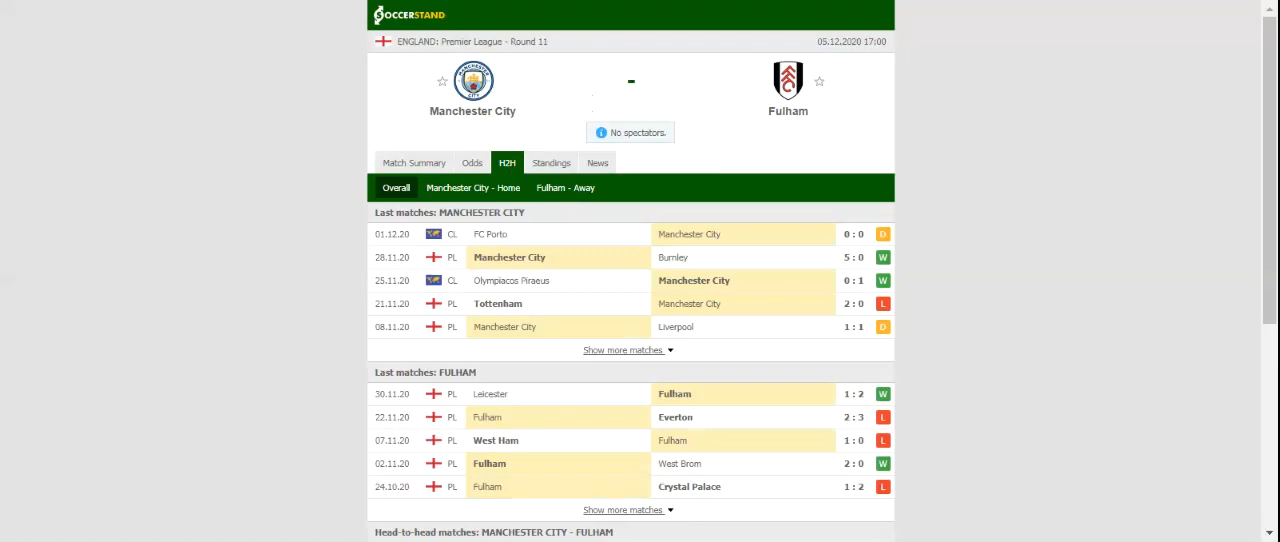 SOCCERSTAND
ENGLAND: Premier League - Round 11 05.12.2020 17:00
-
Manchester City Fulham
No spectators.
Match Summary Odds H2H Standings News
Overall Manchester City - Home Fulham - Away
Last matches: MANCHESTER CITY
01.12.20 CL FC Porto Manchester City 0 : 0 D
28.11.20 PL Manchester City Burnley 5 : 0 W
25.11.20 CL Olympiacos Piraeus Manchester City 0 : 1 W
21.11.20 PL Tottenham Manchester City 2 : 0 L
08.11.20 PL Manchester City Liverpool 1 : 1 D
Show more matches
Last matches: FULHAM
30.11.20 PL Leicester Fulham 1 : 2 W
22.11.20 PL Fulham Everton 2 : 3 L
07.11.20 PL West Ham Fulham 1 : 0 L
02.11.20 PL Fulham West Brom 2 : 0 W
24.10.20 PL Fulham Crystal Palace 1 : 2 L
Show more matches
Head-to-head matches: MANCHESTER CITY - FULHAM